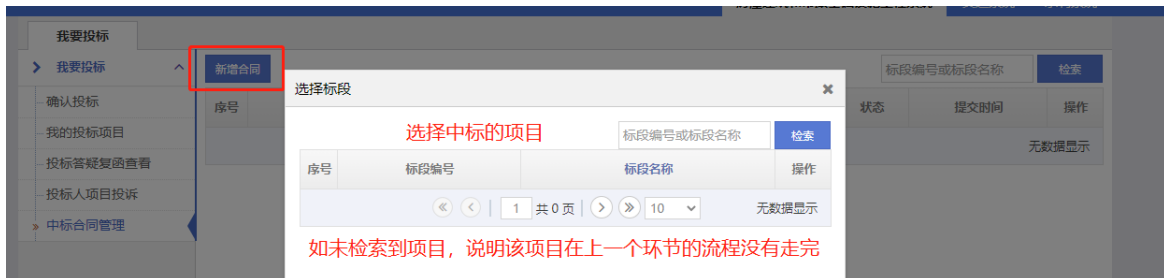 我要投标
我要投标
新增合同
标段编号或标段名称
检索
确认投标
我的投标项目
投标答疑复函查看
投标人项目投诉
中标合同管理
序号
状态
提交时间
操作
无数据显示
选择标段
选择中标的项目
标段编号或标段名称
检索
序号
标段编号
标段名称
操作
1 共 0 页 10 无数据显示
如未检索到项目，说明该项目在上一个环节的流程没有走完